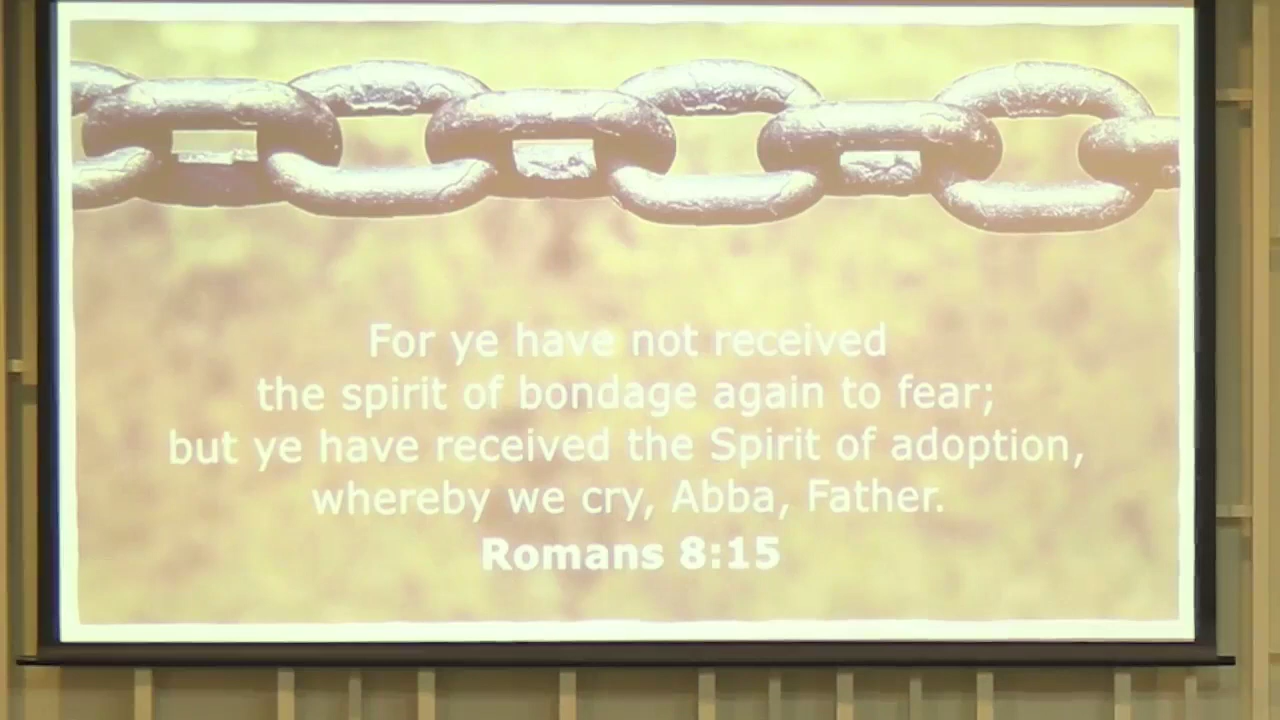 For ye have not received
the spirit of bondage again to fear;
but ye have received the Spirit of adoption,
whereby we cry, Abba, Father.
Romans 8:15